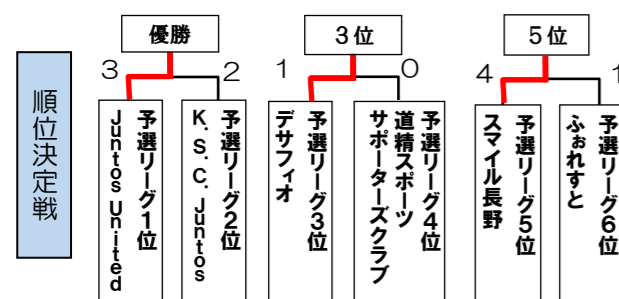 優勝
3位
5位
3
2
1
0
4
1
順位決定戦
予選リーグ1位
Juntos United
予選リーグ2位
K.S.C.Juntos
予選リーグ3位
デサフィオ
予選リーグ4位
道精スポーツ
サポーターズクラブ
予選リーグ5位
スマイル長野
予選リーグ6位
ふぉれすと